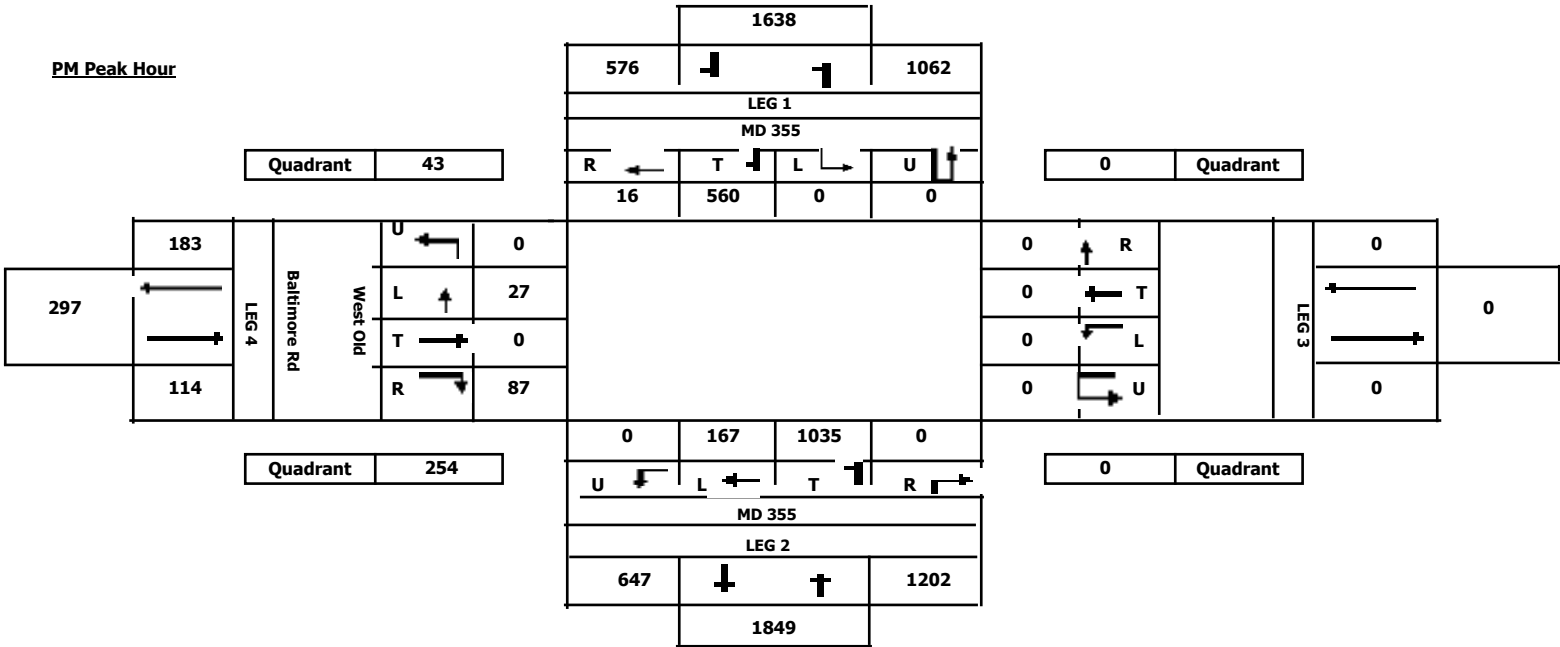 1638
PM Peak Hour
576 1062
LEG 1
MD 355
Quadrant 43
R T L U
0 Quadrant
16 560 0 0
183
U 0
0 R
0
297
LEG 4
Baltimore Rd
West Old
L 27
0 T
LEG 3
0
T 0
0 L
114
R 87
0 U
0
0 167 1035 0
Quadrant 254
U L T R
0 Quadrant
MD 355
LEG 2
647 1202
1849